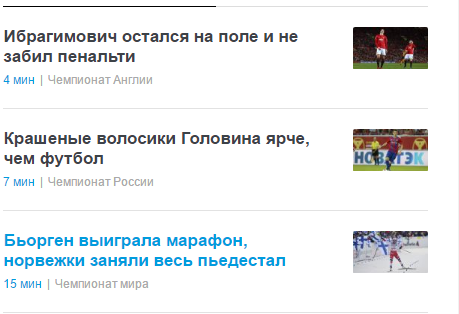 Ибрагимович остался на поле и не
забил пенальти
4 мин | Чемпионат Англии
Крашеные волосики Головина ярче,
чем футбол
НОВАТЭК
7 мин | Чемпионат России
Бьорген выиграла марафон,
норвежки заняли весь пьедестал
15 мин | Чемпионат мира